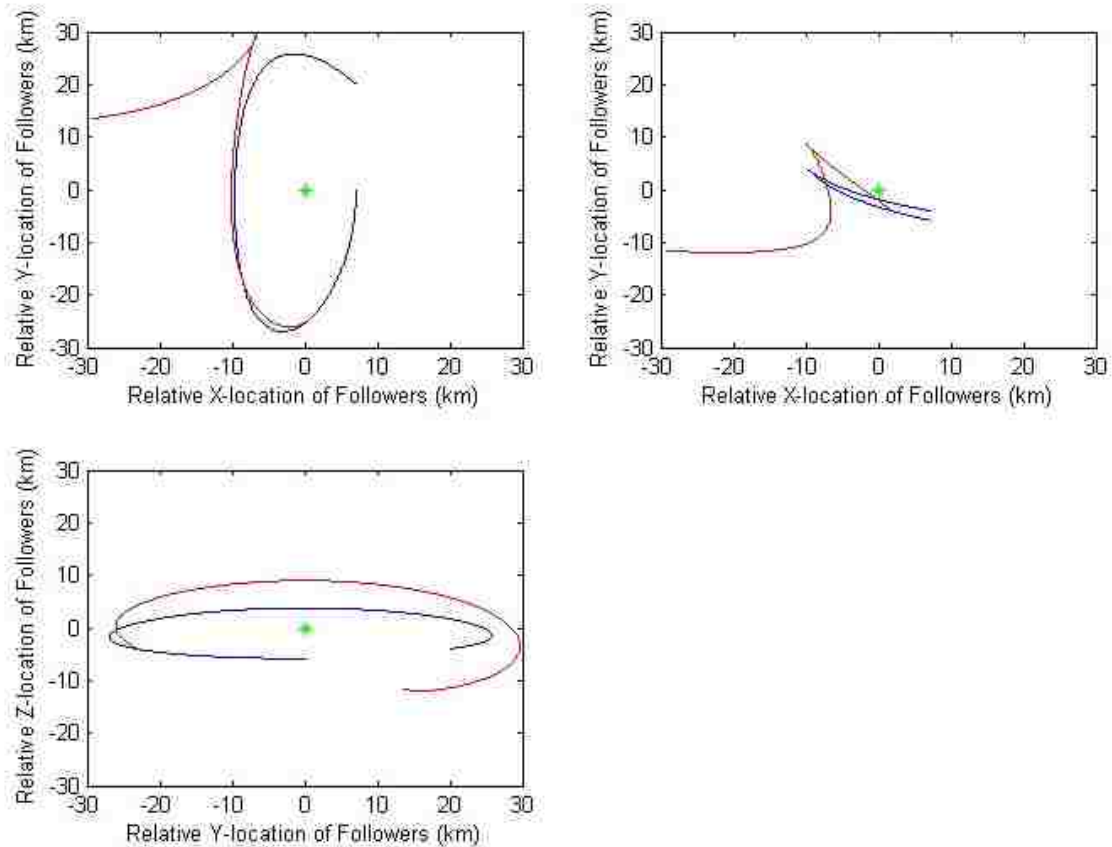 30
20
10
0
-10
-20
-30
-30 -20 -10 0 10 20 30
Relative Y-location of Followers (km)
Relative X-location of Followers (km)
30
20
10
0
-10
-20
-30
-30 -20 -10 0 10 20 30
Relative Y-location of Followers (km)
Relative X-location of Followers (km)
30
20
10
0
-10
-20
-30
-30 -20 -10 0 10 20 30
Relative Z-location of Followers (km)
Relative Y-location of Followers (km)